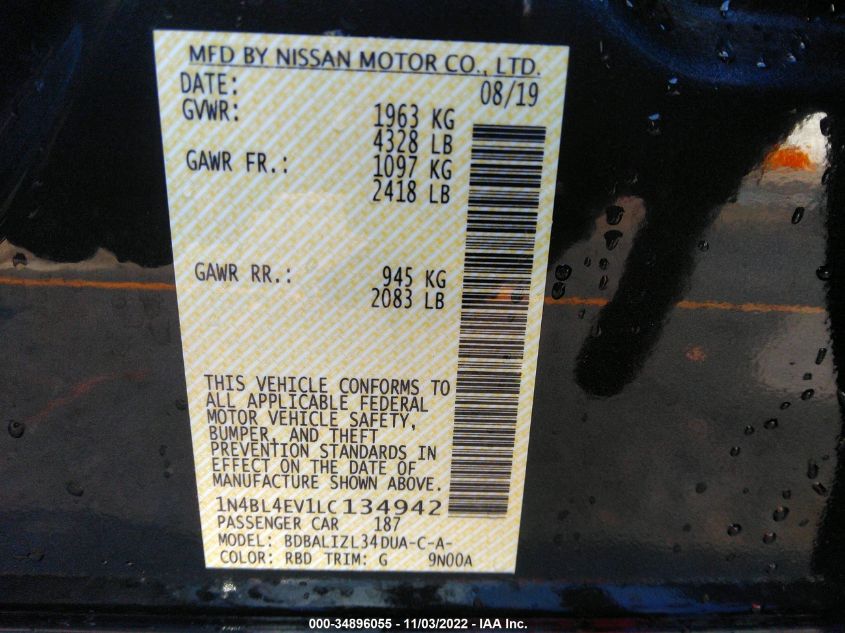 MFD BY NISSAN MOTOR CO., LTD.
DATE: 08/19
GVWR: 1963 KG
4328 LB
GAWR FR.: 1097 KG
2418 LB
GAWR RR.: 945 KG
2083 LB
THIS VEHICLE CONFORMS TO
ALL APPLICABLE FEDERAL
MOTOR VEHICLE SAFETY,
BUMPER, AND THEFT
PREVENTION STANDARDS IN
EFFECT ON THE DATE OF
MANUFACTURE SHOWN ABOVE.
1N4BL4EV1LC134942
PASSENGER CAR 187
MODEL: BDBALIZL34DUA-C-A-
COLOR: RBD TRIM: G 9N00A
000-34896055 - 11/03/2022 - IAA Inc.